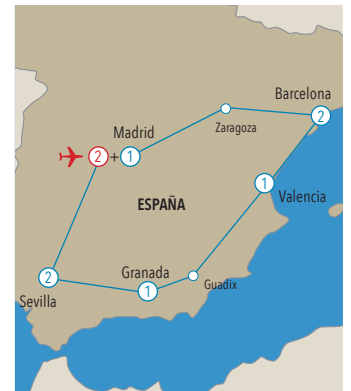 Barcelona
2
Zaragoza
Madrid
2 + 1
ESPAÑA
1
Valencia
2
Sevilla
Granada
1
Guadix